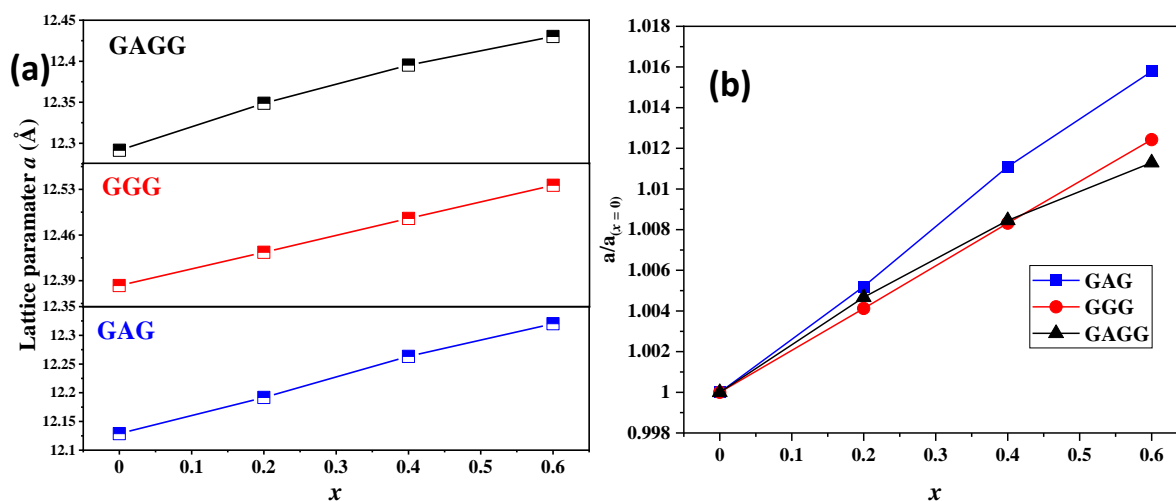 (a)
Lattice paramater a (Å)
GAGG
12.45
12.4
12.35
12.3
GGG
12.53
12.46
12.39
12.35
GAG
12.3
12.25
12.2
12.15
12.1
0 0.1 0.2 0.3 0.4 0.5 0.6
x
(b)
a/a(x = 0)
1.018
1.016
1.014
1.012
1.01
1.008
1.006
1.004
1.002
1
0.998
GAG
GGG
GAGG
0 0.1 0.2 0.3 0.4 0.5 0.6
x